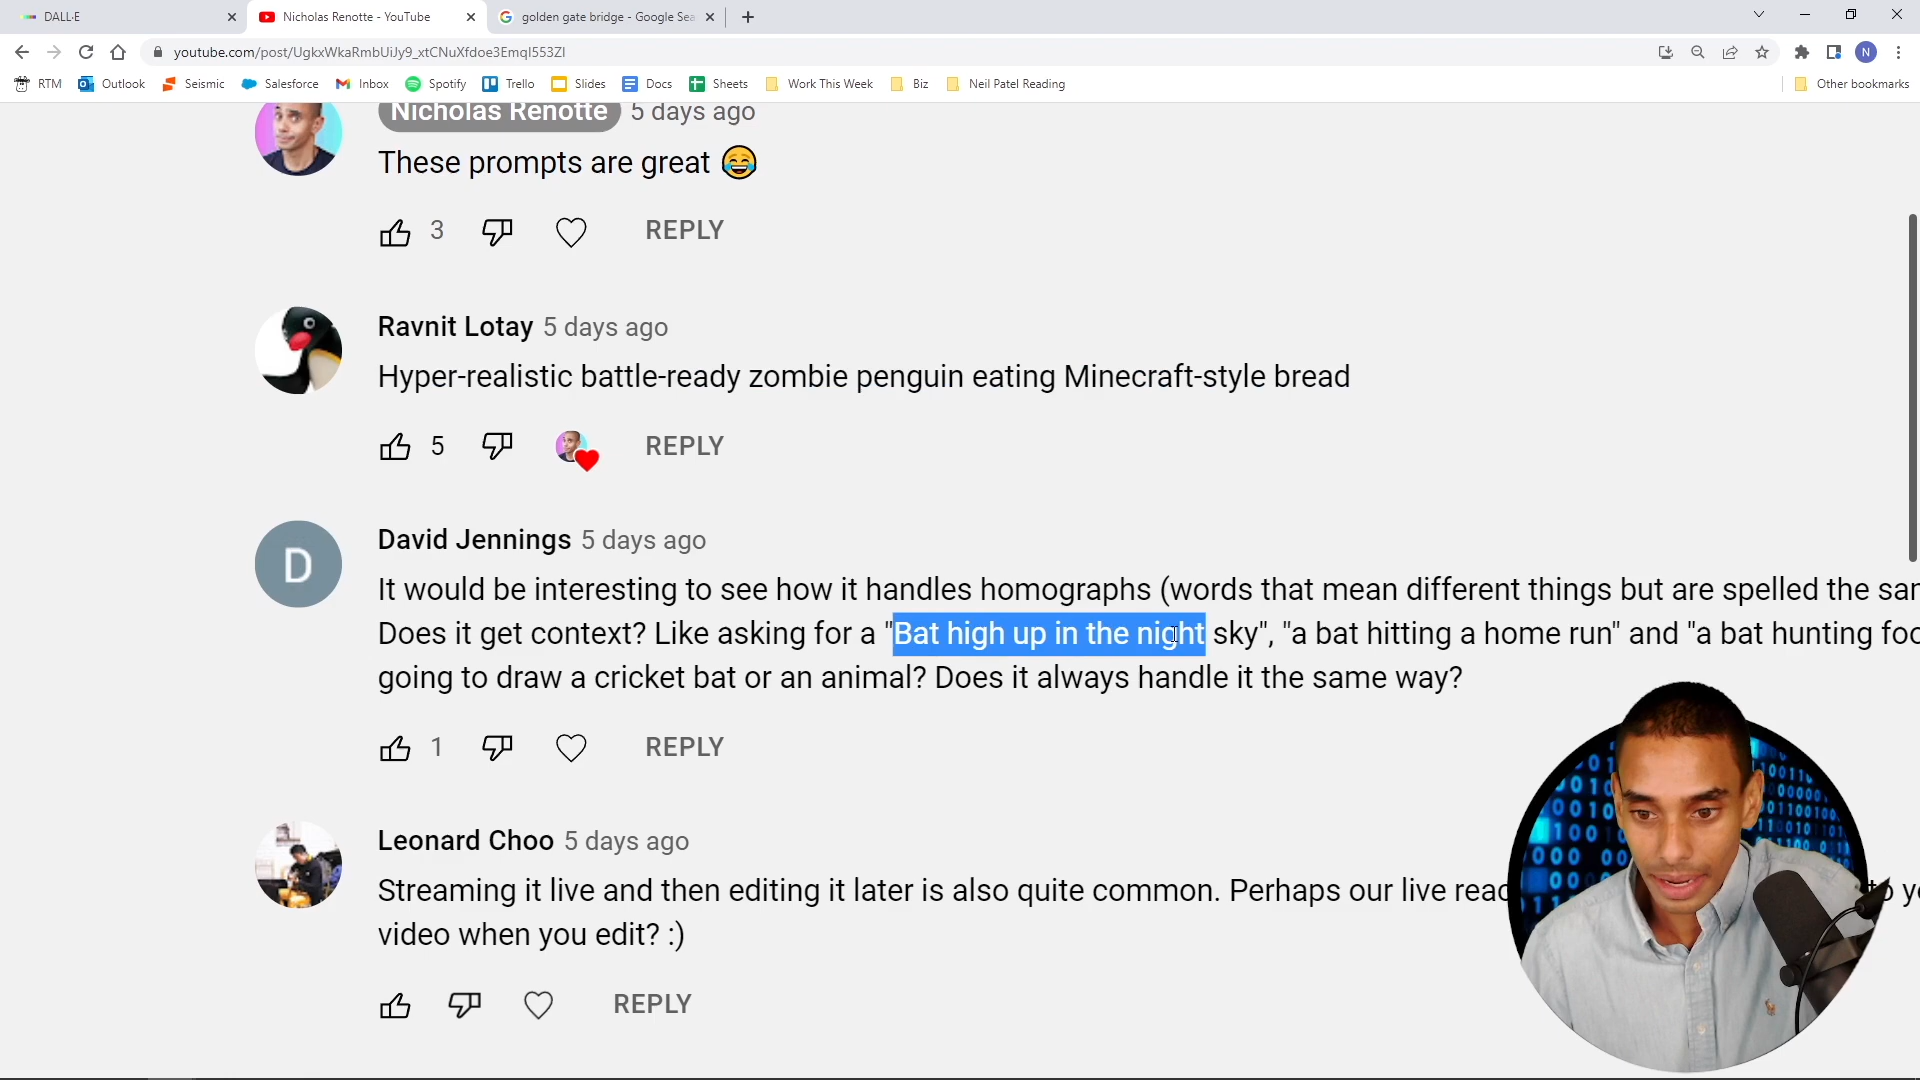 DALL·E
Nicholas Renotte - YouTube
golden gate bridge - Google Sea
youtube.com/post/UgkxWkaRmbUiJy9_xtCNuXfdoe3EmqI553ZI
N
RTM
Outlook
Seismic
Salesforce
Inbox
Spotify
Trello
Slides
Docs
Sheets
Work This Week
Biz
Neil Patel Reading
Other bookmarks
Nicholas Renotte 5 days ago
These prompts are great 😂
3
REPLY
Ravnit Lotay 5 days ago
Hyper-realistic battle-ready zombie penguin eating Minecraft-style bread
5
REPLY
D
David Jennings 5 days ago
It would be interesting to see how it handles homographs (words that mean different things but are spelled the sam
Does it get context? Like asking for a "Bat high up in the night sky", "a bat hitting a home run" and "a bat hunting foo
going to draw a cricket bat or an animal? Does it always handle it the same way?
1
REPLY
Leonard Choo 5 days ago
Streaming it live and then editing it later is also quite common. Perhaps our live reac
video when you edit? :)
REPLY